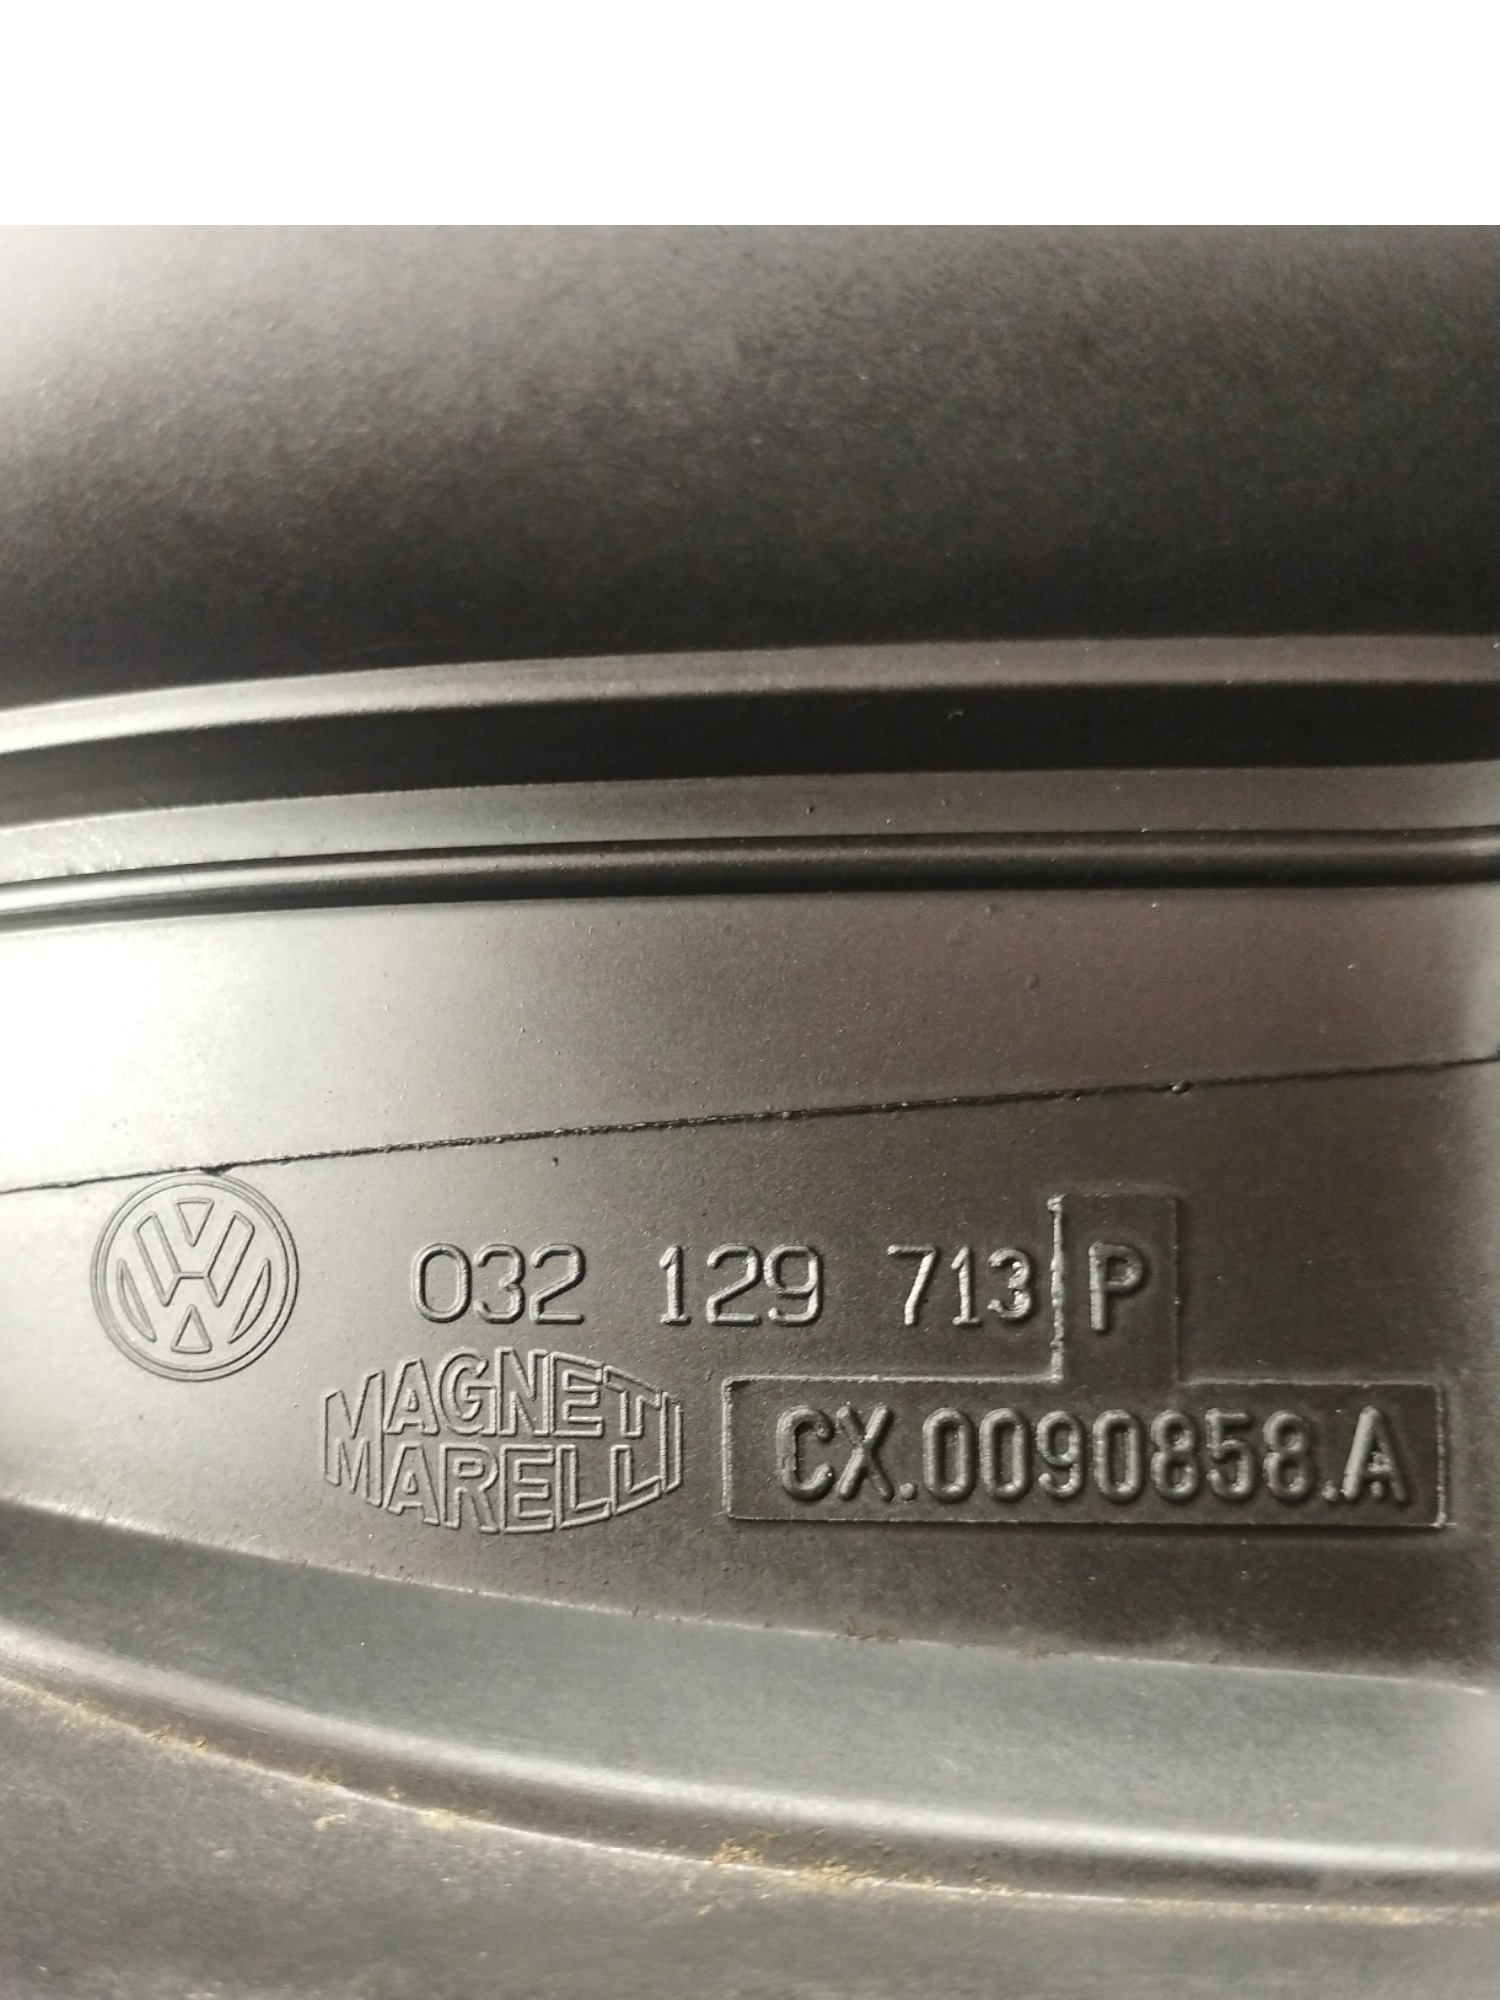 032 129 713 P
MAGNETI
MARELLI
CX.0090858.A